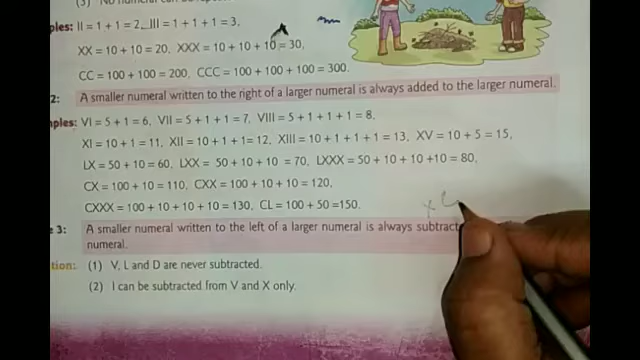 (3) No
ples: II = 1 + 1 = 2, III = 1 + 1 + 1 = 3,
XX = 10 + 10 = 20, XXX = 10 + 10 + 10 = 30,
CC = 100 + 100 = 200, CCC = 100 + 100 + 100 = 300.
2: A smaller numeral written to the right of a larger numeral is always added to the larger numeral.
mples: VI = 5 + 1 = 6, VII = 5 + 1 + 1 = 7, VIII = 5 + 1 + 1 + 1 = 8,
XI = 10 + 1 = 11, XII = 10 + 1 + 1 = 12, XIII = 10 + 1 + 1 + 1 = 13, XV = 10 + 5 = 15,
LX = 50 + 10 = 60, LXX = 50 + 10 + 10 = 70, LXXX = 50 + 10 + 10 +10 = 80,
CX = 100 + 10 = 110, CXX = 100 + 10 + 10 = 120,
CXXX = 100 + 10 + 10 + 10 = 130, CL = 100 + 50 =150.
x
e 3: A smaller numeral written to the left of a larger numeral is always subtract
numeral.
tion: (1) V, L and D are never subtracted.
(2) I can be subtracted from V and X only.